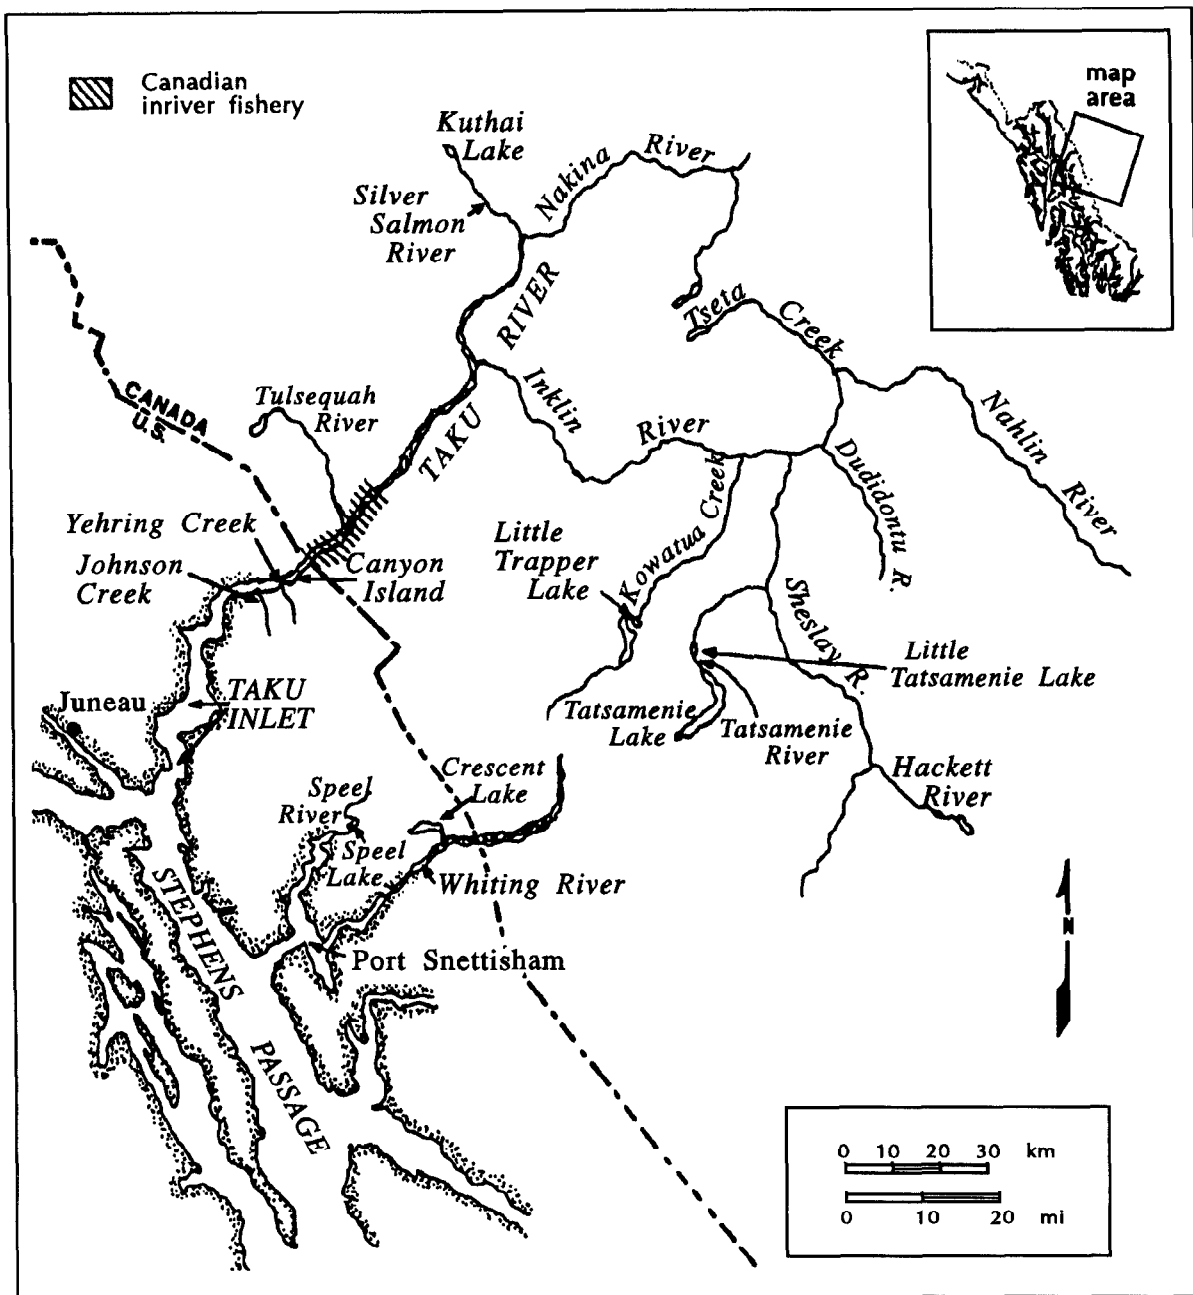 Canadian
inriver fishery
map
area
Kuthai
Lake
Nakina River
Silver
Salmon
River
TAKU RIVER
Tseta Creek
CANADA
U.S.
Tulsequah
River
Inklin River
Nahlin River
Dudidontu R.
Kowatua Creek
Yehring Creek
Johnson
Creek
Canyon
Island
Little
Trapper
Lake
Sheslay R.
Little
Tatsamenie Lake
Juneau
TAKU
INLET
Tatsamenie
Lake
Tatsamenie
River
Hackett
River
Crescent
Lake
Speel
River
Speel
Lake
Whiting River
Port Snettisham
STEPHENS PASSAGE
N
0 10 20 30 km
0 10 20 mi